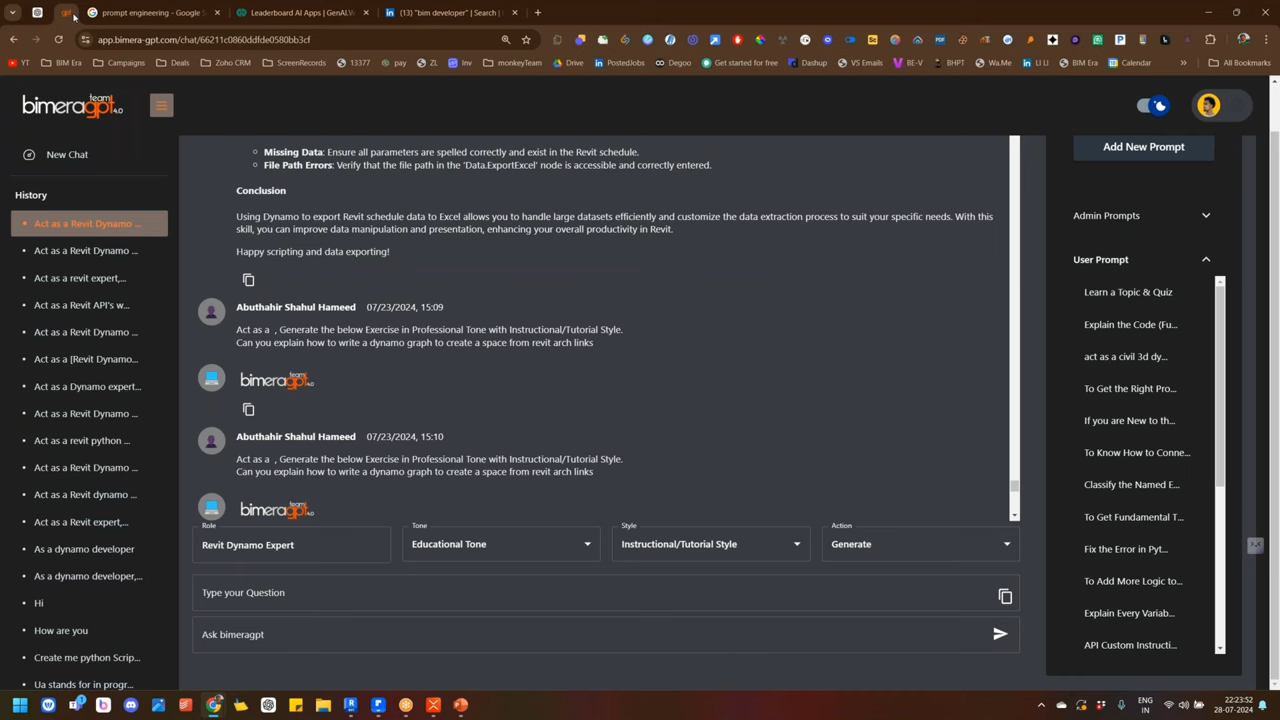 prompt engineering - Google S
Leaderboard AI Apps | GenAI.W
(13) "bim developer" | Search |
app.bimera-gpt.com/chat/66211c0860ddfde0580bb3cf
YT
BIM Era
Campaigns
Deals
Zoho CRM
ScreenRecords
13377
pay
ZL
Inv
monkeyTeam
Drive
PostedJobs
Degoo
Get started for free
Dashup
VS Emails
BE-V
BHPT
Wa.Me
LI LI
BIM Era
Calendar
All Bookmarks
bimeragpt team 4.0
New Chat
History
Act as a Revit Dynamo ...
Act as a Revit Dynamo ...
Act as a revit expert,...
Act as a Revit API's w...
Act as a Revit Dynamo ...
Act as a [Revit Dynamo...
Act as a Dynamo expert...
Act as a Revit Dynamo ...
Act as a revit python ...
Act as a Revit Dynamo ...
Act as a Revit dynamo ...
Act as a Revit expert,...
As a dynamo developer
As a dynamo developer,...
Hi
How are you
Create me python Scrip...
Ua stands for in progr...
Missing Data: Ensure all parameters are spelled correctly and exist in the Revit schedule.
File Path Errors: Verify that the file path in the 'Data.ExportExcel' node is accessible and correctly entered.
Conclusion
Using Dynamo to export Revit schedule data to Excel allows you to handle large datasets efficiently and customize the data extraction process to suit your specific needs. With this
skill, you can improve data manipulation and presentation, enhancing your overall productivity in Revit.
Happy scripting and data exporting!
Abuthahir Shahul Hameed 07/23/2024, 15:09
Act as a , Generate the below Exercise in Professional Tone with Instructional/Tutorial Style.
Can you explain how to write a dynamo graph to create a space from revit arch links
bimeragpt team 4.0
Abuthahir Shahul Hameed 07/23/2024, 15:10
Act as a , Generate the below Exercise in Professional Tone with Instructional/Tutorial Style.
Can you explain how to write a dynamo graph to create a space from revit arch links
bimeragpt team 4.0
Role
Revit Dynamo Expert
Tone
Educational Tone
Style
Instructional/Tutorial Style
Action
Generate
Type your Question
Ask bimeragpt
Add New Prompt
Admin Prompts
User Prompt
Learn a Topic & Quiz
Explain the Code (Fu...
act as a civil 3d dy...
To Get the Right Pro...
If you are New to th...
To Know How to Conne...
Classify the Named E...
To Get Fundamental T...
Fix the Error in Pyt...
To Add More Logic to...
Explain Every Variab...
API Custom Instructi...
ENG
IN
22:23:52
28-07-2024